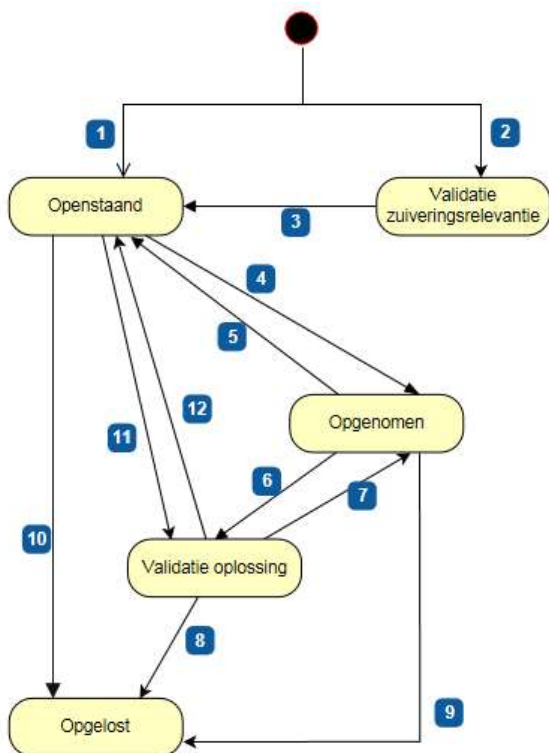 1
2
Openstaand
Validatie
zuiveringsrelevantie
3
4
5
12
11
Opgenomen
6
7
10
Validatie oplossing
8
9
Opgelost